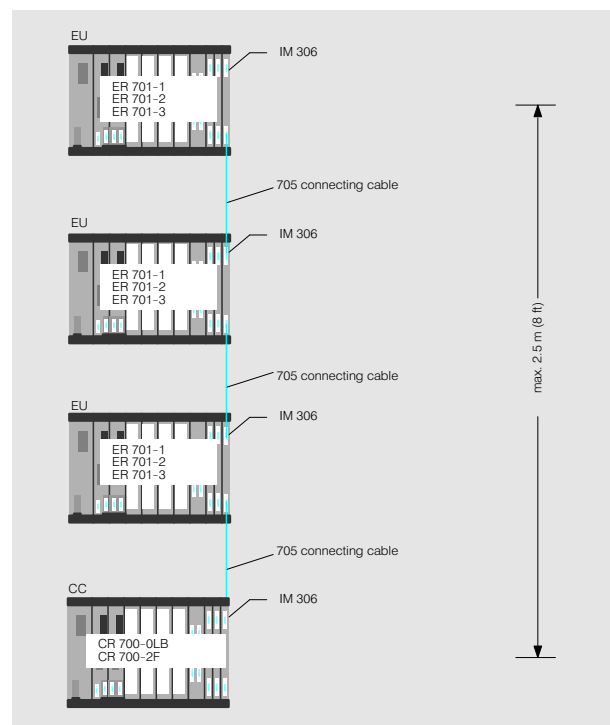 EU
IM 306
ER 701-1
ER 701-2
ER 701-3
705 connecting cable
EU
IM 306
ER 701-1
ER 701-2
ER 701-3
max. 2.5 m (8 ft)
705 connecting cable
EU
IM 306
ER 701-1
ER 701-2
ER 701-3
705 connecting cable
CC
IM 306
CR 700-0LB
CR 700-2F